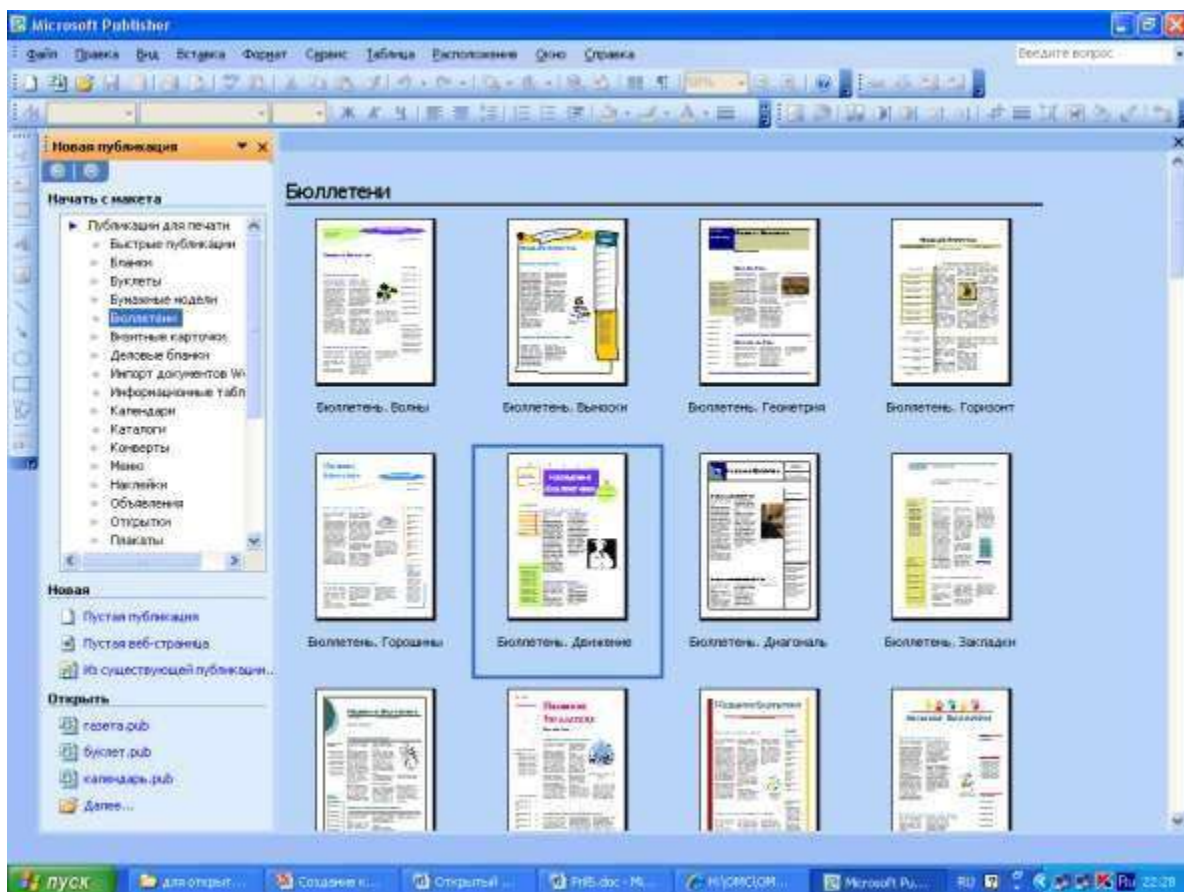 Microsoft Publisher
Файл Правка Вид Вставка Формат Сервис Таблица Расположение Окно Справка
Введите вопрос
Новая публикация
Начать с макета
Публикации для печати
Быстрые публикации
Бланки
Буклеты
Бумажные модели
Бюллетени
Визитные карточки
Деловые бланки
Импорт документов W
Информационные табл
Календари
Каталоги
Конверты
Меню
Наклейки
Объявления
Открытки
Плакаты
Новая
Пустая публикация
Пустая веб-страница
Из существующей публикации...
Открыть
газета.pub
буклет.pub
календарь.pub
Далее...
Бюллетени
Бюллетень. Волны
Бюллетень. Выноски
Бюллетень. Геометрия
Бюллетень. Горизонт
Бюллетень. Горошины
Бюллетень. Движение
Бюллетень. Диагональ
Бюллетень. Закладки
пуск
для открыт...
Создание к...
Открытый ...
Microsoft Pu...
RU
22:28